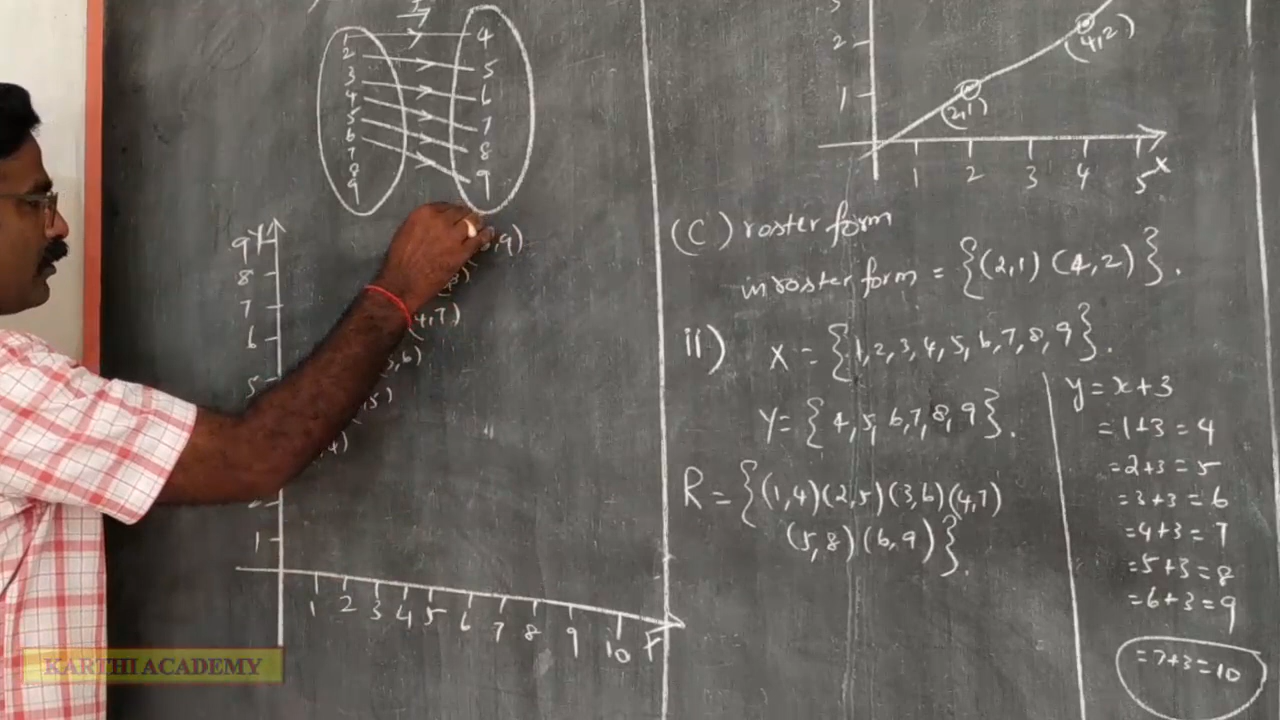 1 4
2 5
3 6
4 7
5 8
6 9
7
8
9
9 Y
8
7
6
5
1
,9)
4,7)
,6)
,5)
,4)
1 2 3 4 5 6 7 8 9 10
2
1
(4,2)
(2,1)
1 2 3 4 5 X
(C) roster form
in roster form = {(2,1) (4,2)}.
ii) X = {1,2,3,4,5,6,7,8,9}.
Y= {4,5,6,7,8,9}.
R = {(1,4)(2,5)(3,6)(4,7)
(5,8)(6,9)}.
y = x+3
= 1+3 = 4
=2+3 = 5
=3+3 = 6
=4+3 = 7
=5+3=8
=6+3=9
=7+3=10
KARTHI ACADEMY